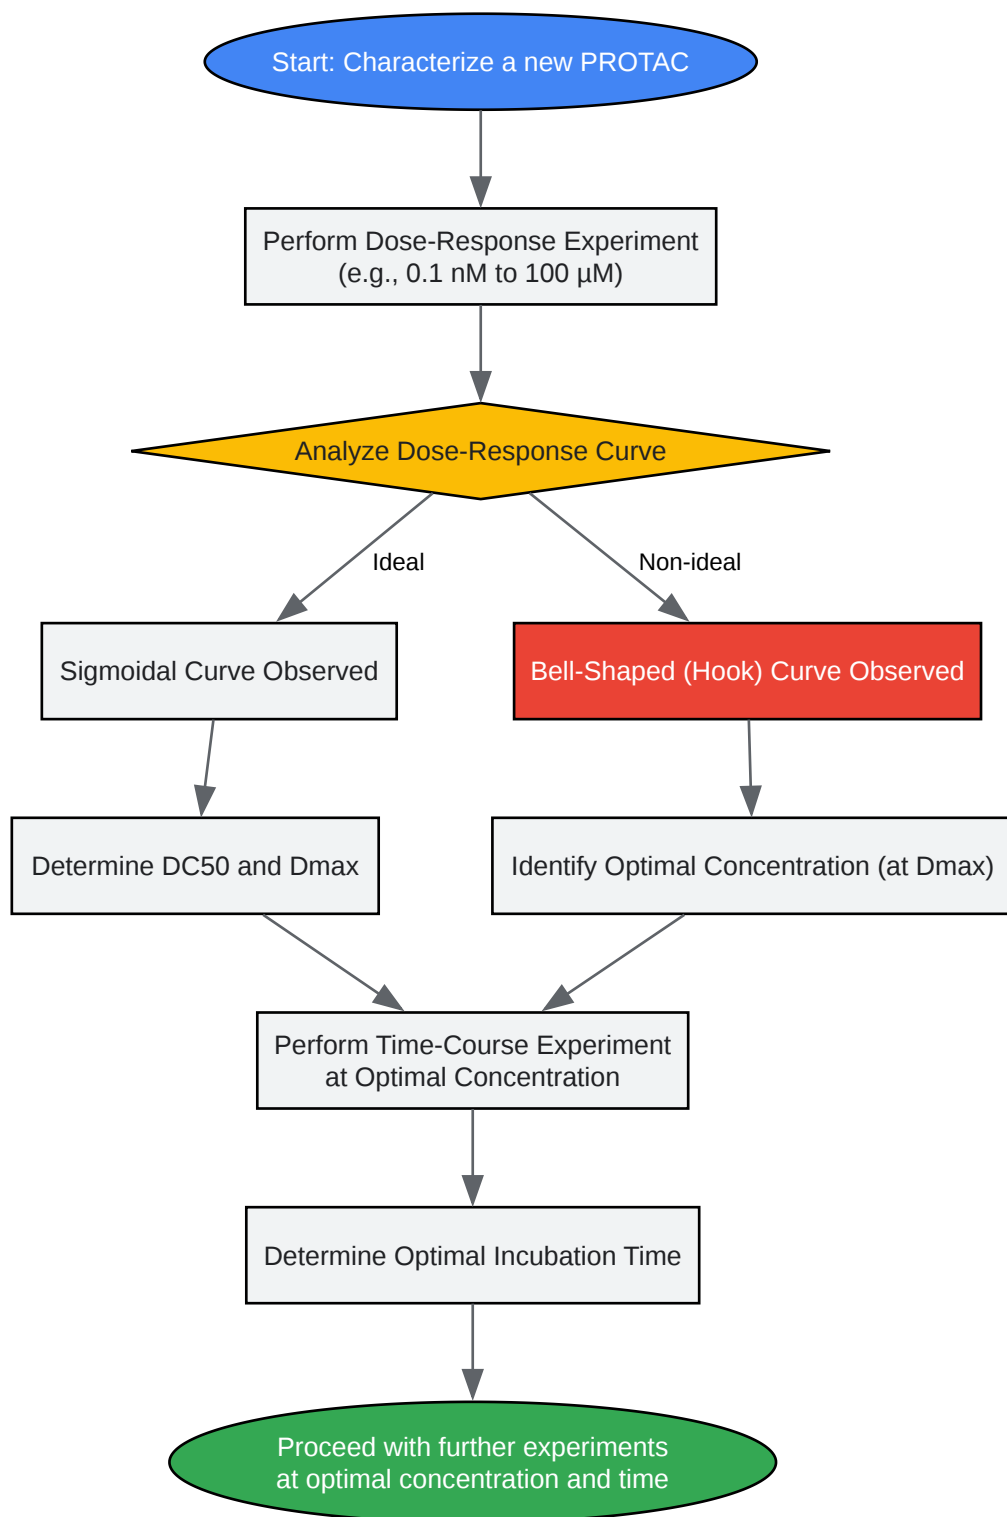 Start: Characterize a new PROTAC
Perform Dose-Response Experiment
(e.g., 0.1 nM to 100 µM)
Analyze Dose-Response Curve
Ideal
Non-ideal
Sigmoidal Curve Observed
Bell-Shaped (Hook) Curve Observed
Determine DC50 and Dmax
Identify Optimal Concentration (at Dmax)
Perform Time-Course Experiment
at Optimal Concentration
Determine Optimal Incubation Time
Proceed with further experiments
at optimal concentration and time